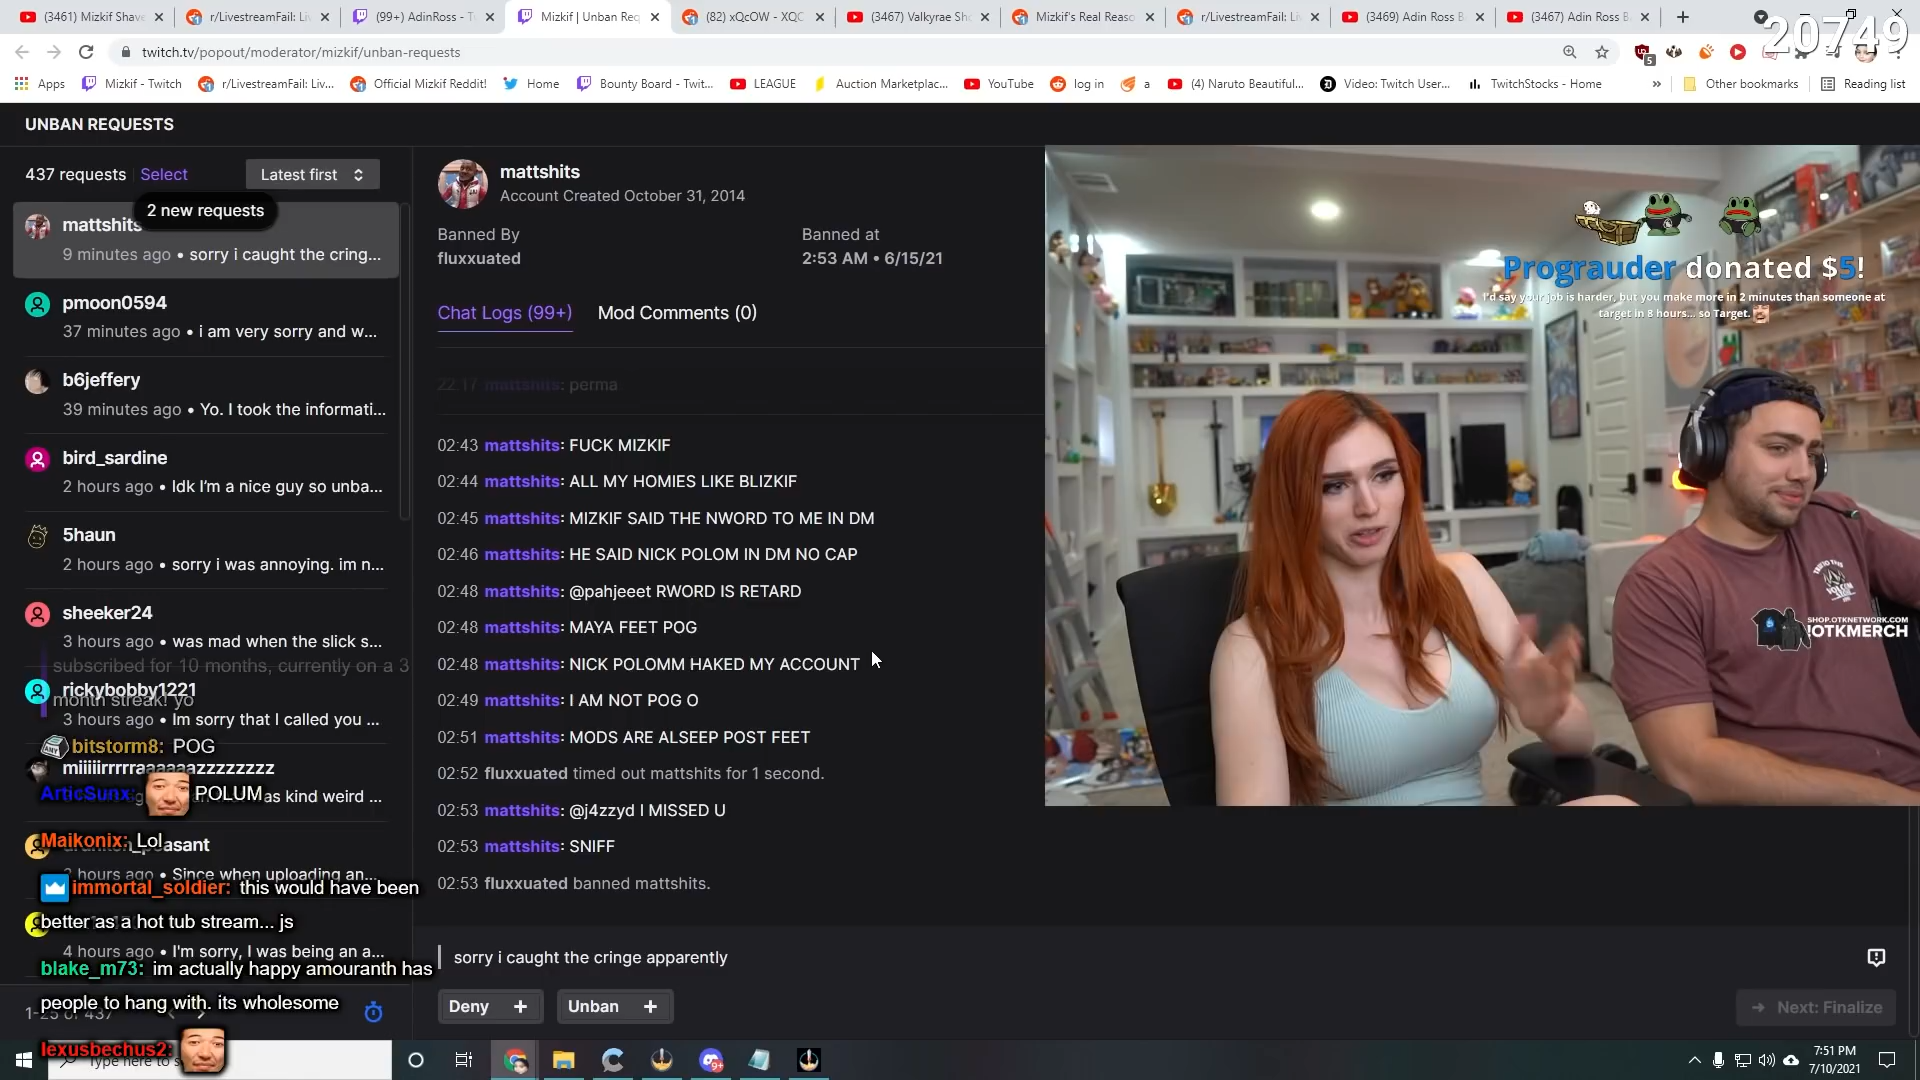 (3461) Mizkif Shave
r/LivestreamFail: Li
(99+) AdinRoss - T
Mizkif | Unban Req
(82) xQcOW - XQC
(3467) Valkyrae Sho
Mizkif's Real Reaso
r/LivestreamFail: Li
(3469) Adin Ross B
(3467) Adin Ross B
20749
twitch.tv/popout/moderator/mizkif/unban-requests
5
Apps
Mizkif - Twitch
r/LivestreamFail: Liv...
Official Mizkif Reddit!
Home
Bounty Board - Twit...
LEAGUE
Auction Marketplac...
YouTube
log in
a
(4) Naruto Beautiful...
Video: Twitch User...
TwitchStocks - Home
»
Other bookmarks
Reading list
UNBAN REQUESTS
437 requests
Select
Latest first
2 new requests
mattshits
9 minutes ago • sorry i caught the cring...
pmoon0594
37 minutes ago • i am very sorry and w...
b6jeffery
39 minutes ago • Yo. I took the informati...
bird_sardine
2 hours ago • Idk I'm a nice guy so unba...
5haun
2 hours ago • sorry i was annoying. im n...
sheeker24
3 hours ago • was mad when the slick s...
subscribed for 10 months, currently on a 3
month streak! yo
rickybobby1221
3 hours ago • Im sorry that I called you ...
bitstorm8: POG
ArticSunx: POLUM
as kind weird ...
Maikonix: Lol
asant
hours ago • Since when uploading an...
immortal_soldier: this would have been
better as a hot tub stream... js
4 hours ago • I'm sorry, I was being an a...
blake_m73: im actually happy amouranth has
people to hang with. its wholesome
lexusbechus2:
mattshits
Account Created October 31, 2014
Banned By
fluxxuated
Banned at
2:53 AM • 6/15/21
Chat Logs (99+)
Mod Comments (0)
22:17 mattshits: perma
02:43 mattshits: FUCK MIZKIF
02:44 mattshits: ALL MY HOMIES LIKE BLIZKIF
02:45 mattshits: MIZKIF SAID THE NWORD TO ME IN DM
02:46 mattshits: HE SAID NICK POLOM IN DM NO CAP
02:48 mattshits: @pahjeeet RWORD IS RETARD
02:48 mattshits: MAYA FEET POG
02:48 mattshits: NICK POLOMM HAKED MY ACCOUNT
02:49 mattshits: I AM NOT POG O
02:51 mattshits: MODS ARE ALSEEP POST FEET
02:52 fluxxuated timed out mattshits for 1 second.
02:53 mattshits: @j4zzyd I MISSED U
02:53 mattshits: SNIFF
02:53 fluxxuated banned mattshits.
sorry i caught the cringe apparently
Deny +
Unban +
Next: Finalize
Prograuder donated $5!
I'd say your job is harder, but you make more in 2 minutes than someone at
target in 8 hours... so Target.
SHOP.OTKNETWORK.COM
!OTKMERCH
Type here to s
7:51 PM
7/10/2021